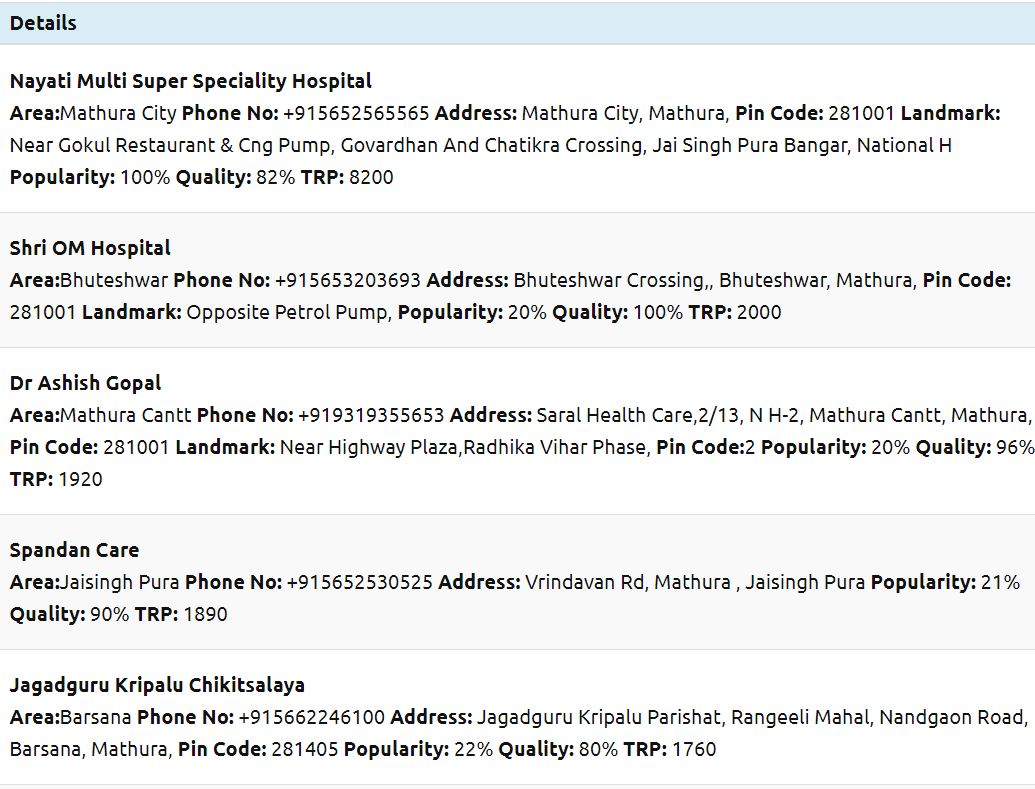 Details
Nayati Multi Super Speciality Hospital
Area:Mathura City Phone No: +915652565565 Address: Mathura City, Mathura, Pin Code: 281001 Landmark:
Near Gokul Restaurant & Cng Pump, Govardhan And Chatikra Crossing, Jai Singh Pura Bangar, National H
Popularity: 100% Quality: 82% TRP: 8200
Shri OM Hospital
Area:Bhuteshwar Phone No: +915653203693 Address: Bhuteshwar Crossing,, Bhuteshwar, Mathura, Pin Code:
281001 Landmark: Opposite Petrol Pump, Popularity: 20% Quality: 100% TRP: 2000
Dr Ashish Gopal
Area:Mathura Cantt Phone No: +919319355653 Address: Saral Health Care,2/13, N H-2, Mathura Cantt, Mathura,
Pin Code: 281001 Landmark: Near Highway Plaza,Radhika Vihar Phase, Pin Code:2 Popularity: 20% Quality: 96%
TRP: 1920
Spandan Care
Area:Jaisingh Pura Phone No: +915652530525 Address: Vrindavan Rd, Mathura , Jaisingh Pura Popularity: 21%
Quality: 90% TRP: 1890
Jagadguru Kripalu Chikitsalaya
Area:Barsana Phone No: +915662246100 Address: Jagadguru Kripalu Parishat, Rangeeli Mahal, Nandgaon Road,
Barsana, Mathura, Pin Code: 281405 Popularity: 22% Quality: 80% TRP: 1760